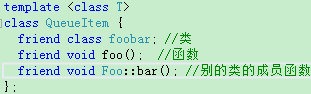 template <class T>
class QueueItem {
friend class foobar; //类
friend void foo(); //函数
friend void Foo::bar(); //别的类的成员函数
};